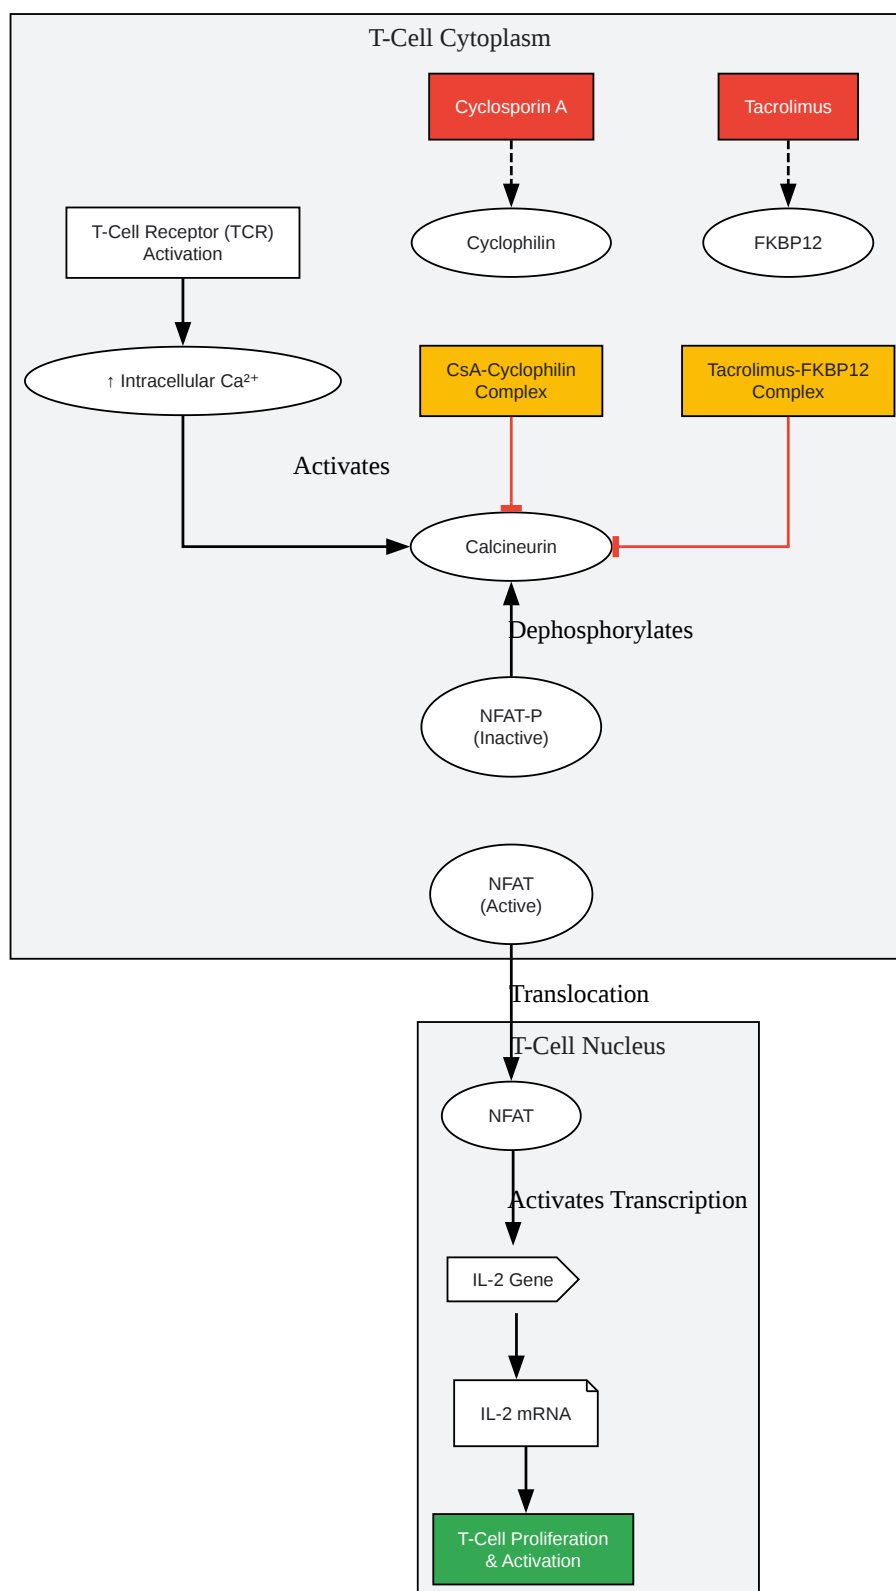 T-Cell Cytoplasm
Cyclosporin A
Tacrolimus
T-Cell Receptor (TCR)
Activation
Cyclophilin
FKBP12
↑ Intracellular Ca²⁺
CsA-Cyclophilin
Complex
Tacrolimus-FKBP12
Complex
Activates
Calcineurin
Dephosphorylates
NFAT-P
(Inactive)
NFAT
(Active)
Translocation
T-Cell Nucleus
NFAT
Activates Transcription
IL-2 Gene
IL-2 mRNA
T-Cell Proliferation
& Activation